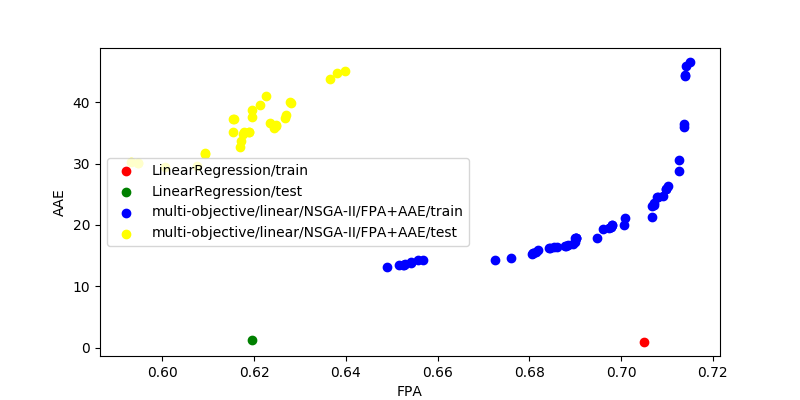 40
30
20
10
0
AAE
LinearRegression/train
LinearRegression/test
multi-objective/linear/NSGA-II/FPA+AAE/train
multi-objective/linear/NSGA-II/FPA+AAE/test
0.60 0.62 0.64 0.66 0.68 0.70 0.72
FPA